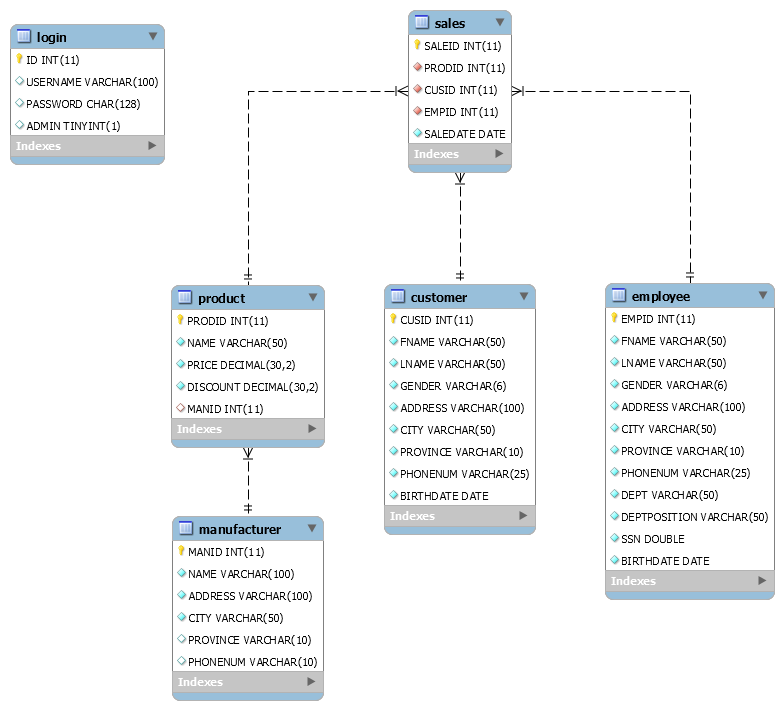 login
ID INT(11)
USERNAME VARCHAR(100)
PASSWORD CHAR(128)
ADMIN TINYINT(1)
Indexes
sales
SALEID INT(11)
PRODID INT(11)
CUSID INT(11)
EMPID INT(11)
SALEDATE DATE
Indexes
product
PRODID INT(11)
NAME VARCHAR(50)
PRICE DECIMAL(30,2)
DISCOUNT DECIMAL(30,2)
MANID INT(11)
Indexes
customer
CUSID INT(11)
FNAME VARCHAR(50)
LNAME VARCHAR(50)
GENDER VARCHAR(6)
ADDRESS VARCHAR(100)
CITY VARCHAR(50)
PROVINCE VARCHAR(10)
PHONENUM VARCHAR(25)
BIRTHDATE DATE
Indexes
employee
EMPID INT(11)
FNAME VARCHAR(50)
LNAME VARCHAR(50)
GENDER VARCHAR(6)
ADDRESS VARCHAR(100)
CITY VARCHAR(50)
PROVINCE VARCHAR(10)
PHONENUM VARCHAR(25)
DEPT VARCHAR(50)
DEPTPOSITION VARCHAR(50)
SSN DOUBLE
BIRTHDATE DATE
Indexes
manufacturer
MANID INT(11)
NAME VARCHAR(100)
ADDRESS VARCHAR(100)
CITY VARCHAR(50)
PROVINCE VARCHAR(10)
PHONENUM VARCHAR(10)
Indexes